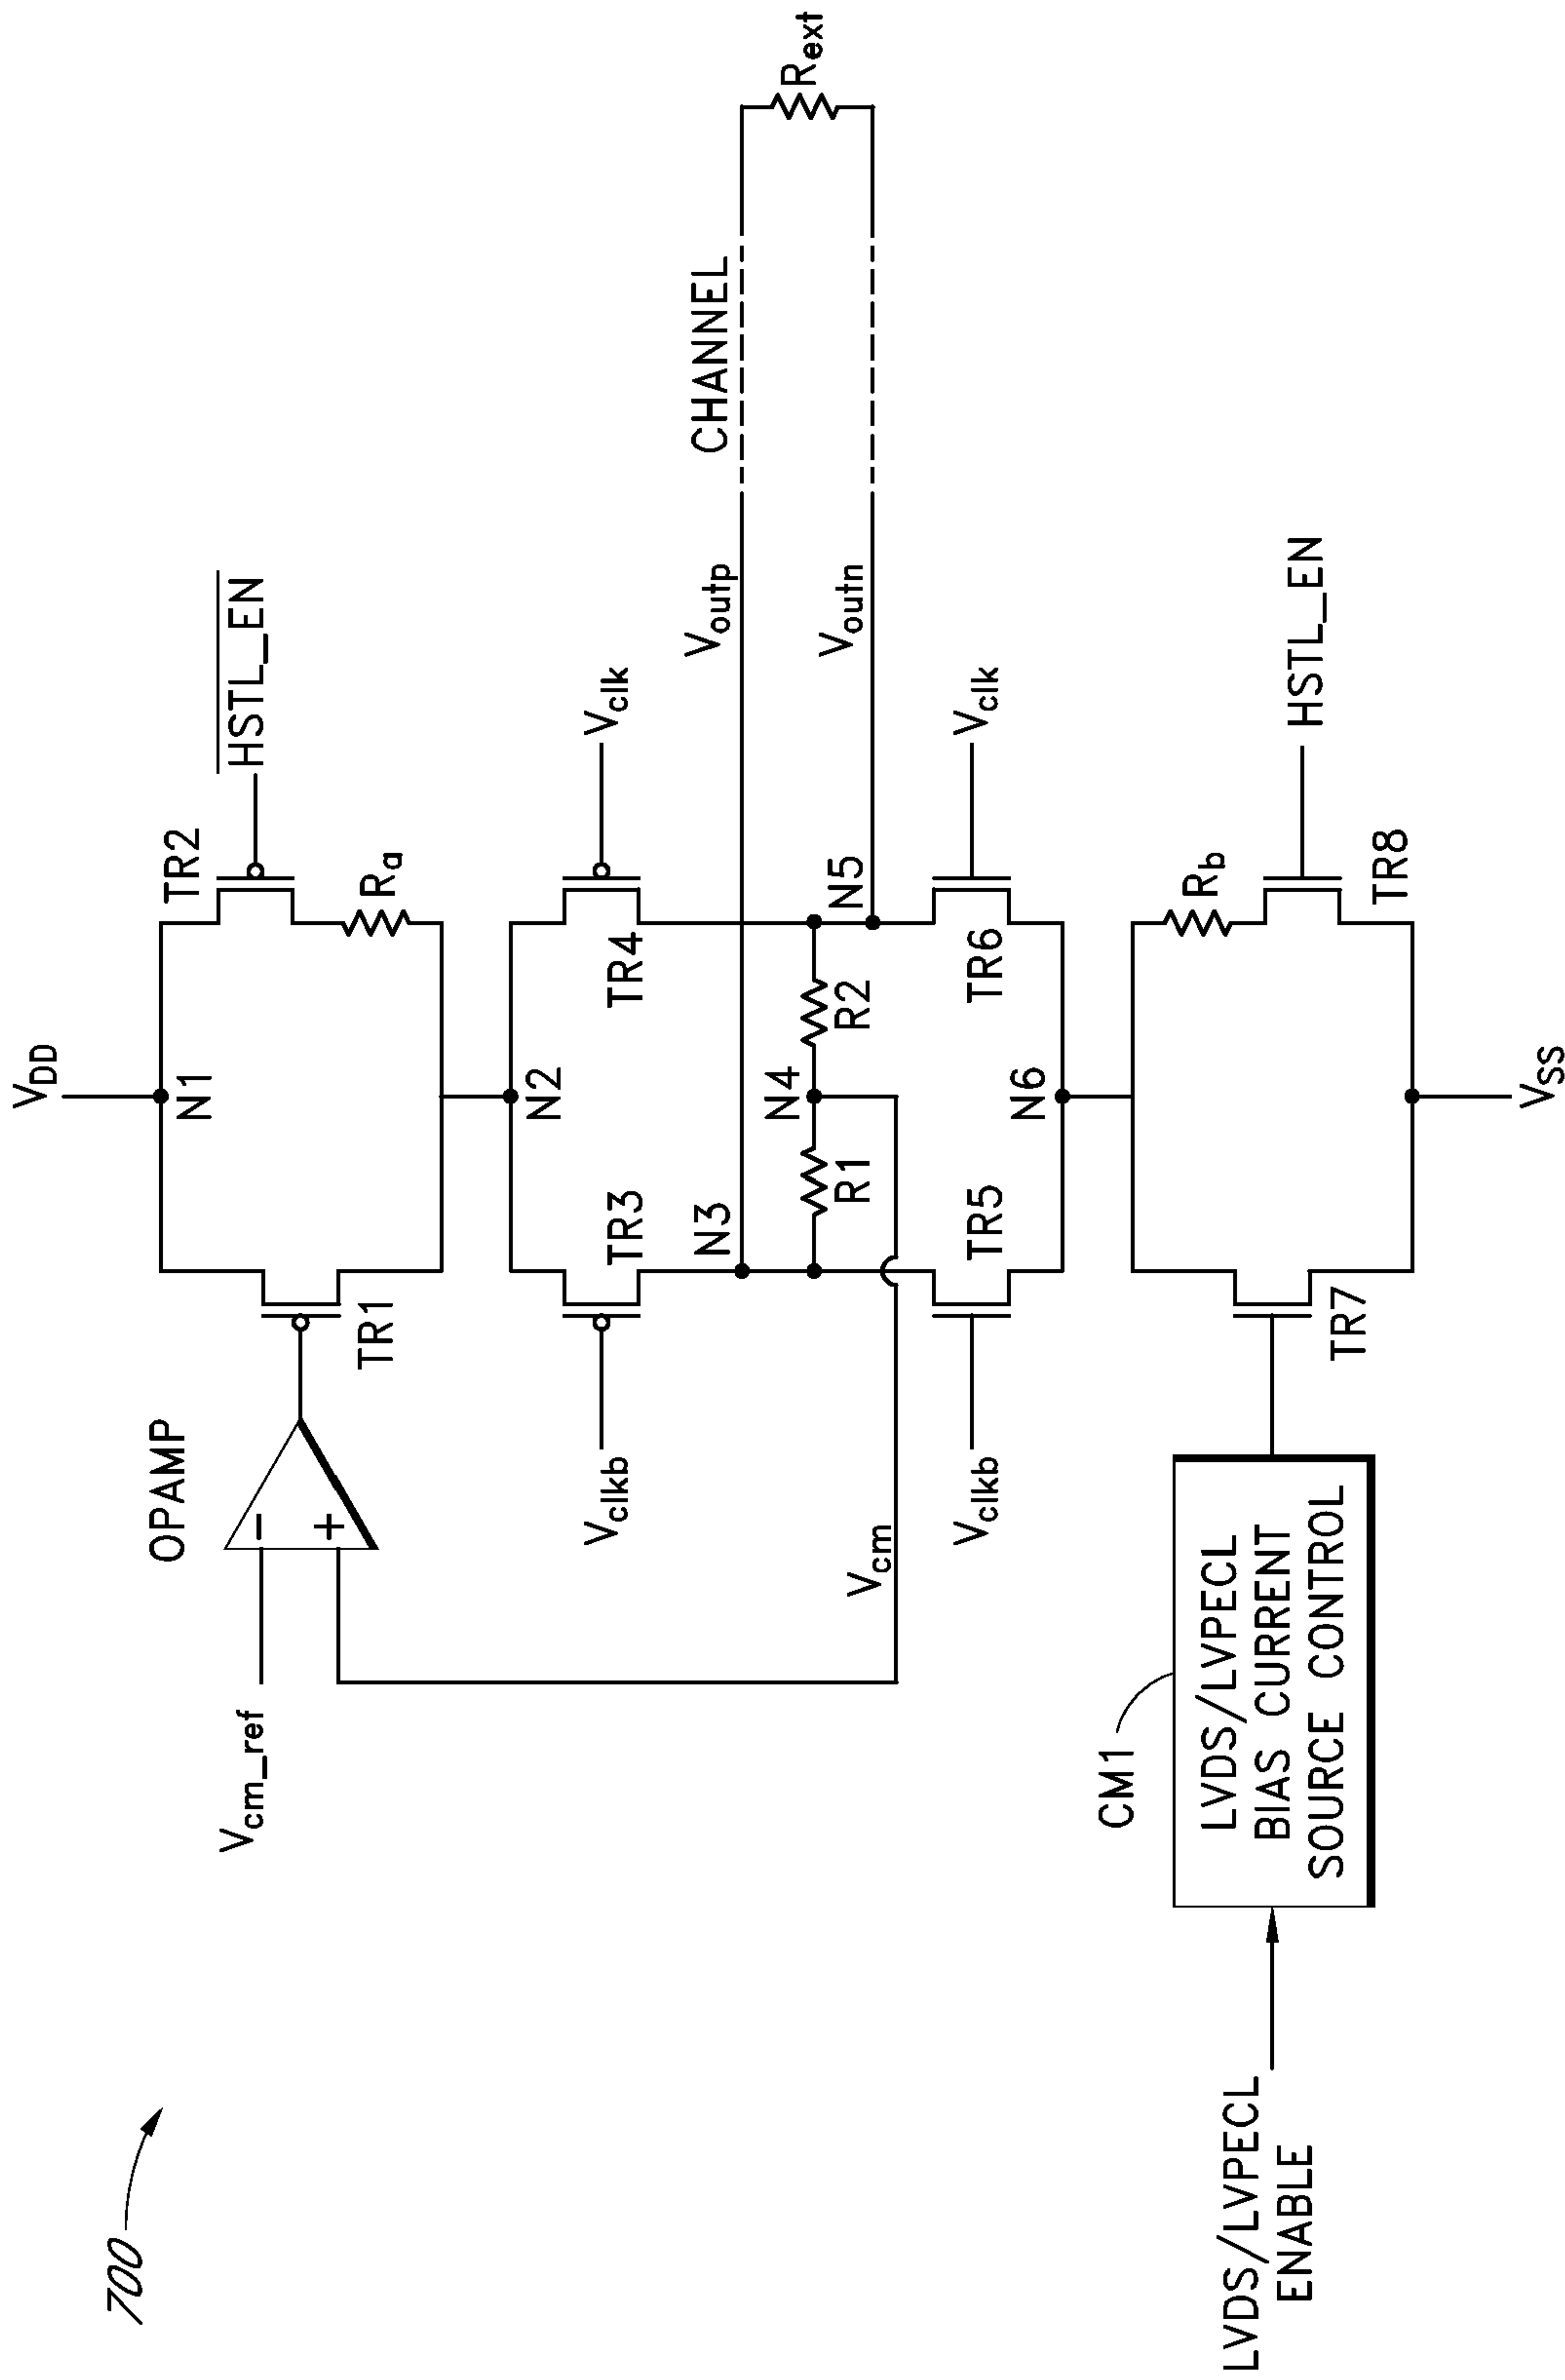 700
V_DD
N1
OPAMP
−
+
V_cm_ref
TR1
TR2
HSTL_EN
R_a
N2
V_clkb
TR3
TR4
V_clk
N3
V_outp
CHANNEL
R_ext
N4
R1
R2
N5
V_outn
V_cm
V_clkb
TR5
TR6
V_clk
N6
CM1
LVDS/LVPECL
ENABLE
LVDS/LVPECL
BIAS CURRENT
SOURCE CONTROL
TR7
R_b
TR8
HSTL_EN
V_SS